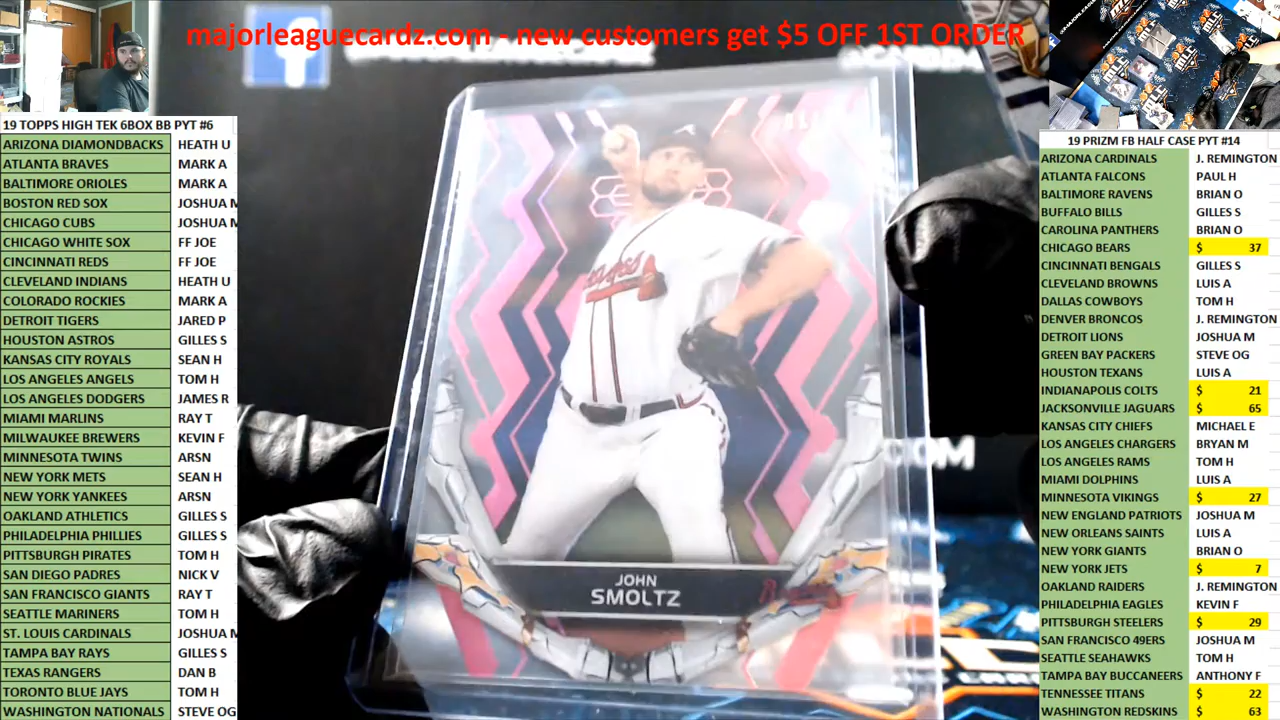 majorleaguecardz.com - new customers get $5 OFF 1ST ORDER
19 TOPPS HIGH TEK 6BOX BB PYT #6
ARIZONA DIAMONDBACKS HEATH U
ATLANTA BRAVES MARK A
BALTIMORE ORIOLES MARK A
BOSTON RED SOX JOSHUA M
CHICAGO CUBS JOSHUA M
CHICAGO WHITE SOX FF JOE
CINCINNATI REDS FF JOE
CLEVELAND INDIANS HEATH U
COLORADO ROCKIES MARK A
DETROIT TIGERS JARED P
HOUSTON ASTROS GILLES S
KANSAS CITY ROYALS SEAN H
LOS ANGELES ANGELS TOM H
LOS ANGELES DODGERS JAMES R
MIAMI MARLINS RAY T
MILWAUKEE BREWERS KEVIN F
MINNESOTA TWINS ARSN
NEW YORK METS SEAN H
NEW YORK YANKEES ARSN
OAKLAND ATHLETICS GILLES S
PHILADELPHIA PHILLIES GILLES S
PITTSBURGH PIRATES TOM H
SAN DIEGO PADRES NICK V
SAN FRANCISCO GIANTS RAY T
SEATTLE MARINERS TOM H
ST. LOUIS CARDINALS JOSHUA M
TAMPA BAY RAYS GILLES S
TEXAS RANGERS DAN B
TORONTO BLUE JAYS TOM H
WASHINGTON NATIONALS STEVE OG
JOHN
SMOLTZ
.COM
MLC
MLC
MLC
19 PRIZM FB HALF CASE PYT #14
ARIZONA CARDINALS J. REMINGTON
ATLANTA FALCONS PAUL H
BALTIMORE RAVENS BRIAN O
BUFFALO BILLS GILLES S
CAROLINA PANTHERS BRIAN O
CHICAGO BEARS $ 37
CINCINNATI BENGALS GILLES S
CLEVELAND BROWNS LUIS A
DALLAS COWBOYS TOM H
DENVER BRONCOS J. REMINGTON
DETROIT LIONS JOSHUA M
GREEN BAY PACKERS STEVE OG
HOUSTON TEXANS LUIS A
INDIANAPOLIS COLTS $ 21
JACKSONVILLE JAGUARS $ 65
KANSAS CITY CHIEFS MICHAEL E
LOS ANGELES CHARGERS BRYAN M
LOS ANGELES RAMS TOM H
MIAMI DOLPHINS LUIS A
MINNESOTA VIKINGS $ 27
NEW ENGLAND PATRIOTS JOSHUA M
NEW ORLEANS SAINTS LUIS A
NEW YORK GIANTS BRIAN O
NEW YORK JETS $ 7
OAKLAND RAIDERS J. REMINGTON
PHILADELPHIA EAGLES KEVIN F
PITTSBURGH STEELERS $ 29
SAN FRANCISCO 49ERS JOSHUA M
SEATTLE SEAHAWKS TOM H
TAMPA BAY BUCCANEERS ANTHONY F
TENNESSEE TITANS $ 22
WASHINGTON REDSKINS $ 63